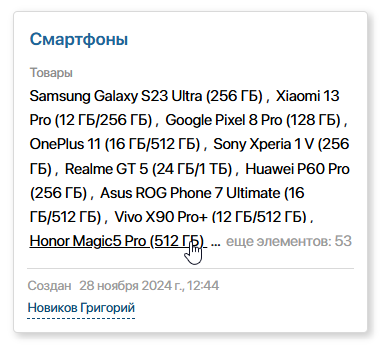 Смартфоны
Товары
Samsung Galaxy S23 Ultra (256 ГБ) , Xiaomi 13
Pro (12 ГБ/256 ГБ) , Google Pixel 8 Pro (128 ГБ) ,
OnePlus 11 (16 ГБ/512 ГБ) , Sony Xperia 1 V (256
ГБ) , Realme GT 5 (24 ГБ/1 ТБ) , Huawei P60 Pro
(256 ГБ) , Asus ROG Phone 7 Ultimate (16
ГБ/512 ГБ) , Vivo X90 Pro+ (12 ГБ/512 ГБ) ,
Honor Magic5 Pro (512 ГБ) ... еще элементов: 53
Создан 28 ноября 2024 г., 12:44
Новиков Григорий